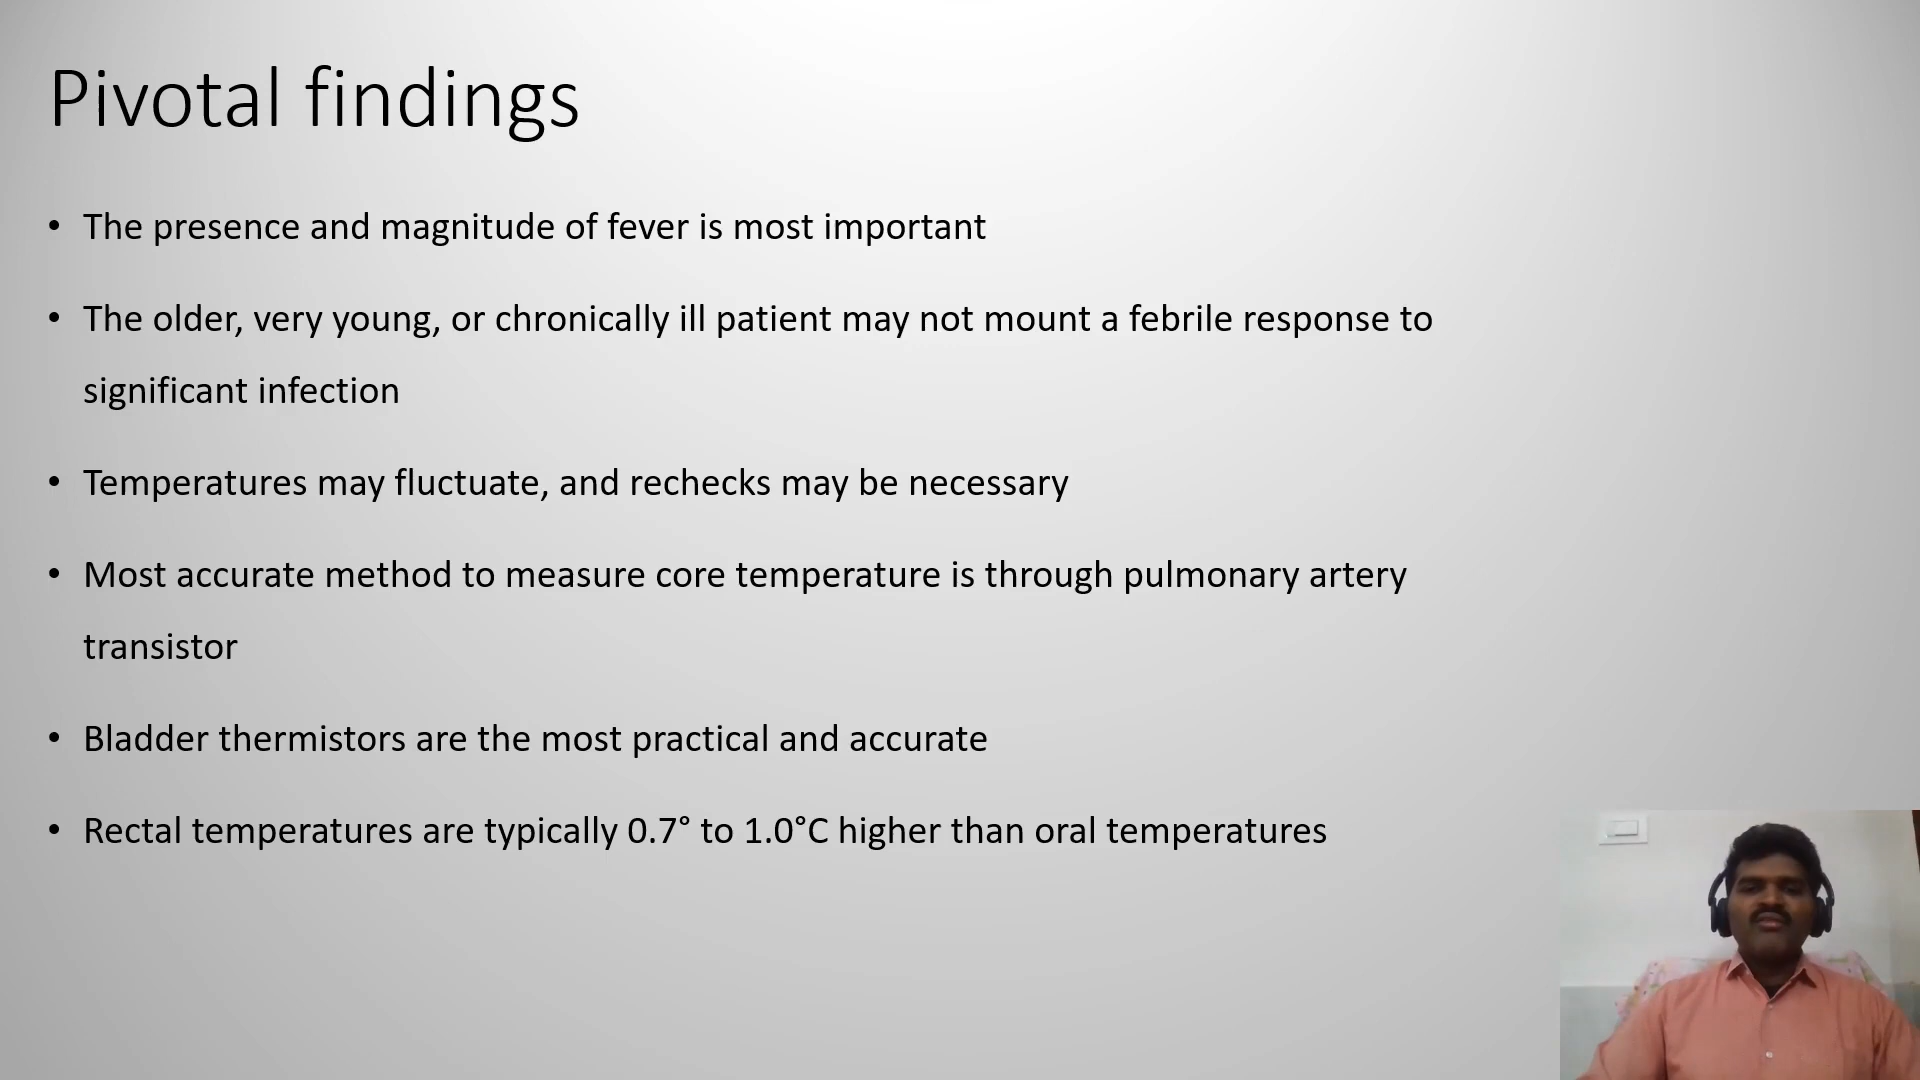 Pivotal findings
• The presence and magnitude of fever is most important
• The older, very young, or chronically ill patient may not mount a febrile response to
significant infection
• Temperatures may fluctuate, and rechecks may be necessary
• Most accurate method to measure core temperature is through pulmonary artery
transistor
• Bladder thermistors are the most practical and accurate
• Rectal temperatures are typically 0.7° to 1.0°C higher than oral temperatures